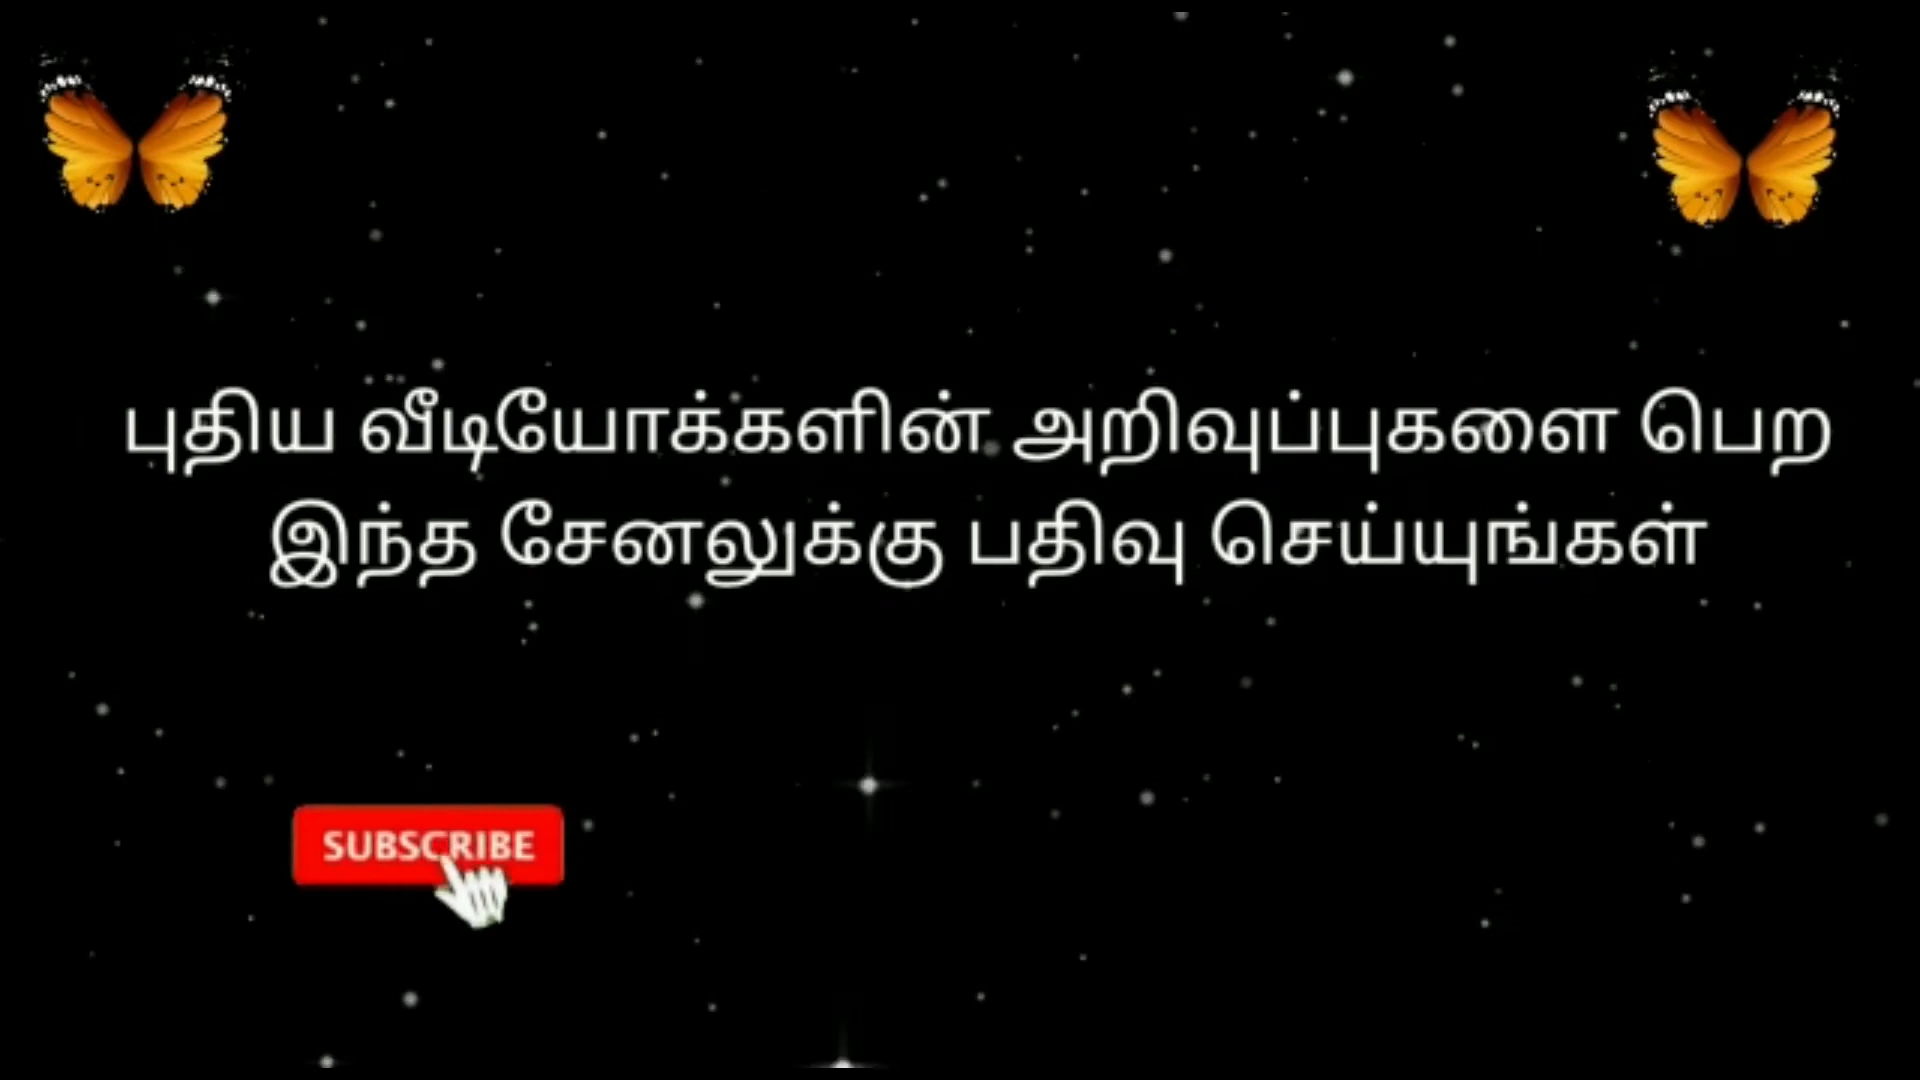 புதிய வீடியோக்களின் அறிவுப்புகளை பெற
இந்த சேனலுக்கு பதிவு செய்யுங்கள்
SUBSCRIBE